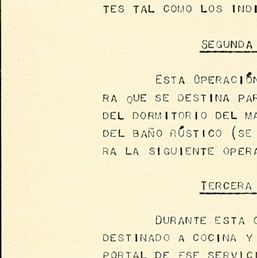 TES TAL COMO LOS INDI
SEGUNDA
ESTA OPERACIÓN
RA QUE SE DESTINA PAR
DEL DORMITORIO DEL MA
DEL BAÑO RÚSTICO (SE
RA LA SIGUIENTE OPERA
TERCERA
DURANTE ESTA O
DESTINADO A COCINA Y
PORTAL DE ESE SERVICI